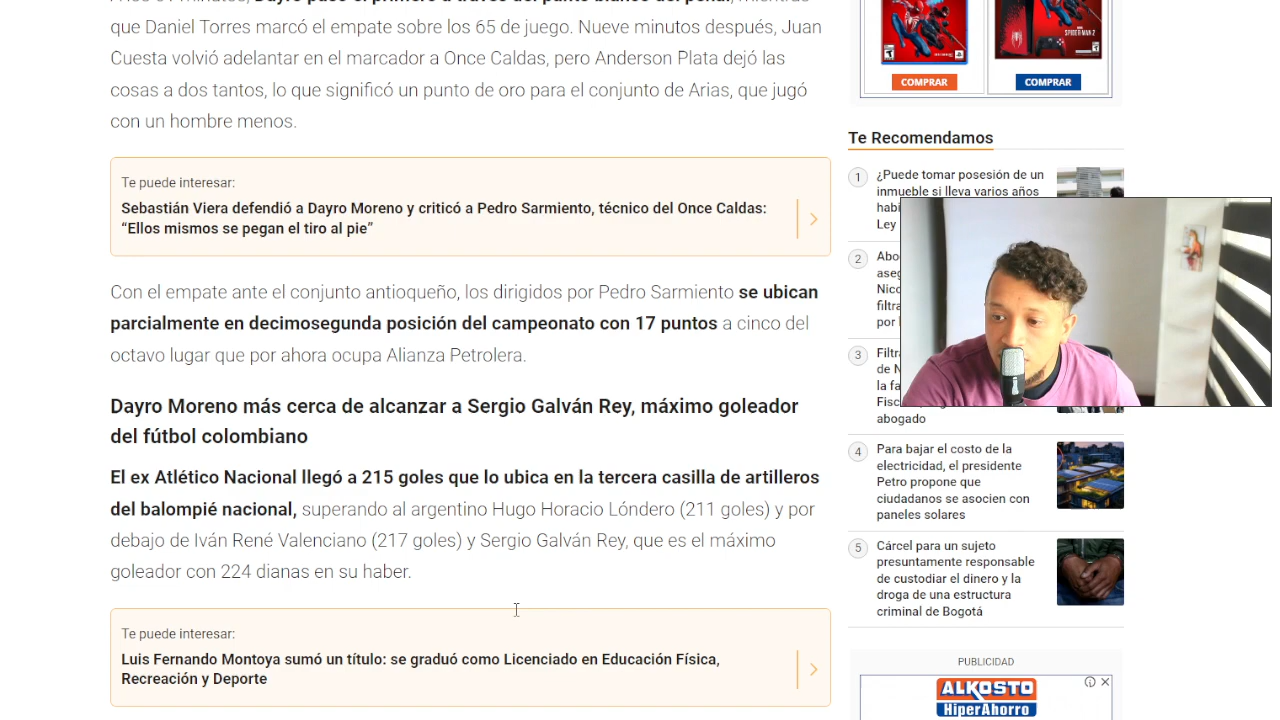 que Daniel Torres marcó el empate sobre los 65 de juego. Nueve minutos después, Juan
Cuesta volvió adelantar en el marcador a Once Caldas, pero Anderson Plata dejó las
cosas a dos tantos, lo que significó un punto de oro para el conjunto de Arias, que jugó
con un hombre menos.
Te puede interesar:
Sebastián Viera defendió a Dayro Moreno y criticó a Pedro Sarmiento, técnico del Once Caldas:
“Ellos mismos se pegan el tiro al pie”
Con el empate ante el conjunto antioqueño, los dirigidos por Pedro Sarmiento se ubican
parcialmente en decimosegunda posición del campeonato con 17 puntos a cinco del
octavo lugar que por ahora ocupa Alianza Petrolera.
Dayro Moreno más cerca de alcanzar a Sergio Galván Rey, máximo goleador
del fútbol colombiano
El ex Atlético Nacional llegó a 215 goles que lo ubica en la tercera casilla de artilleros
del balompié nacional, superando al argentino Hugo Horacio Lóndero (211 goles) y por
debajo de Iván René Valenciano (217 goles) y Sergio Galván Rey, que es el máximo
goleador con 224 dianas en su haber.
Te puede interesar:
Luis Fernando Montoya sumó un título: se graduó como Licenciado en Educación Física,
Recreación y Deporte
COMPRAR
COMPRAR
Te Recomendamos
1
¿Puede tomar posesión de un
inmueble si lleva varios años
Ley
2
por
3
de
la
abogado
4
Para bajar el costo de la
electricidad, el presidente
Petro propone que
ciudadanos se asocien con
paneles solares
5
Cárcel para un sujeto
presuntamente responsable
de custodiar el dinero y la
droga de una estructura
criminal de Bogotá
PUBLICIDAD
ALKOSTO
HiperAhorro